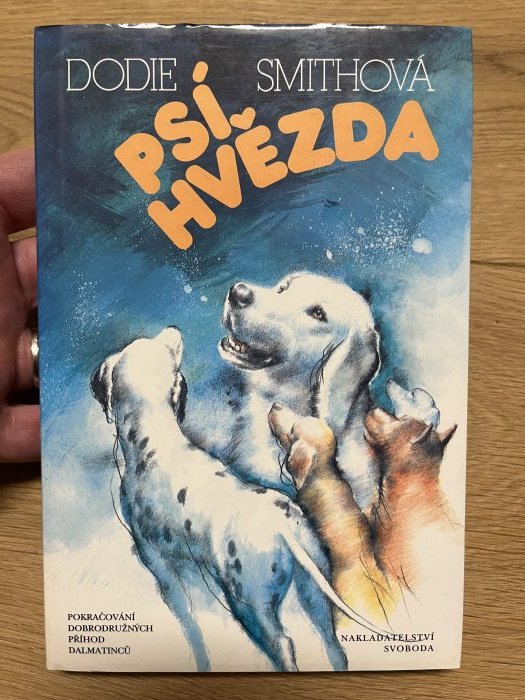 DODIE SMITHOVÁ
PSÍ
HVĚZDA
POKRAČOVÁNÍ
DOBRODRUŽNÝCH
PŘÍHOD
DALMATINCŮ
NAKLADATELSTVÍ
SVOBODA